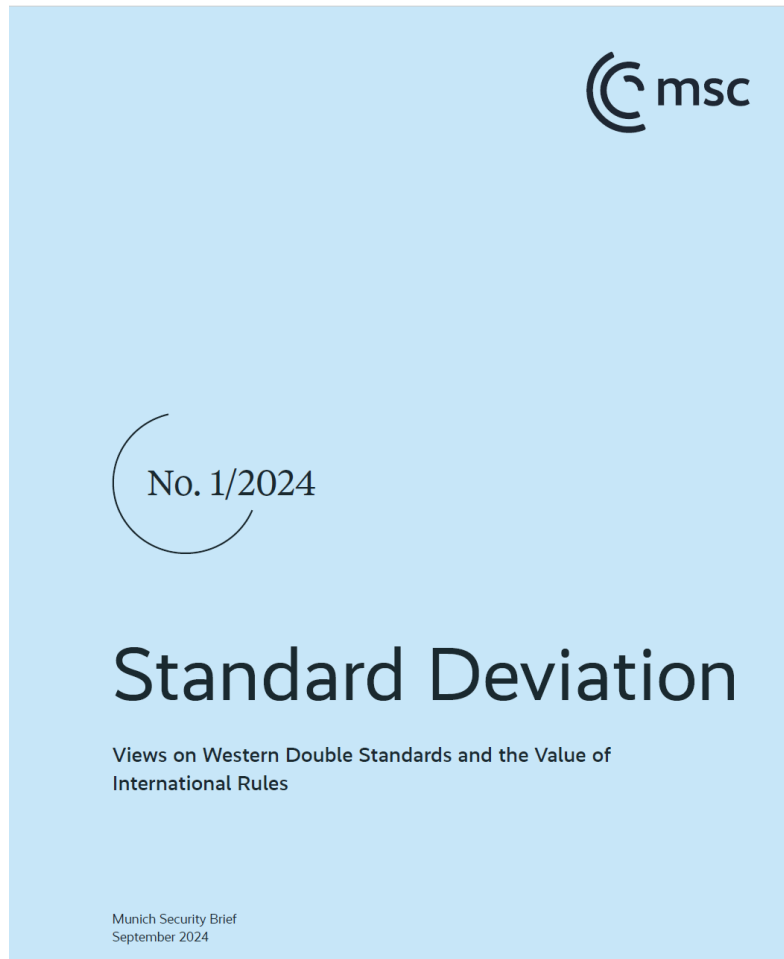 msc
No. 1/2024
Standard Deviation
Views on Western Double Standards and the Value of
International Rules
Munich Security Brief
September 2024